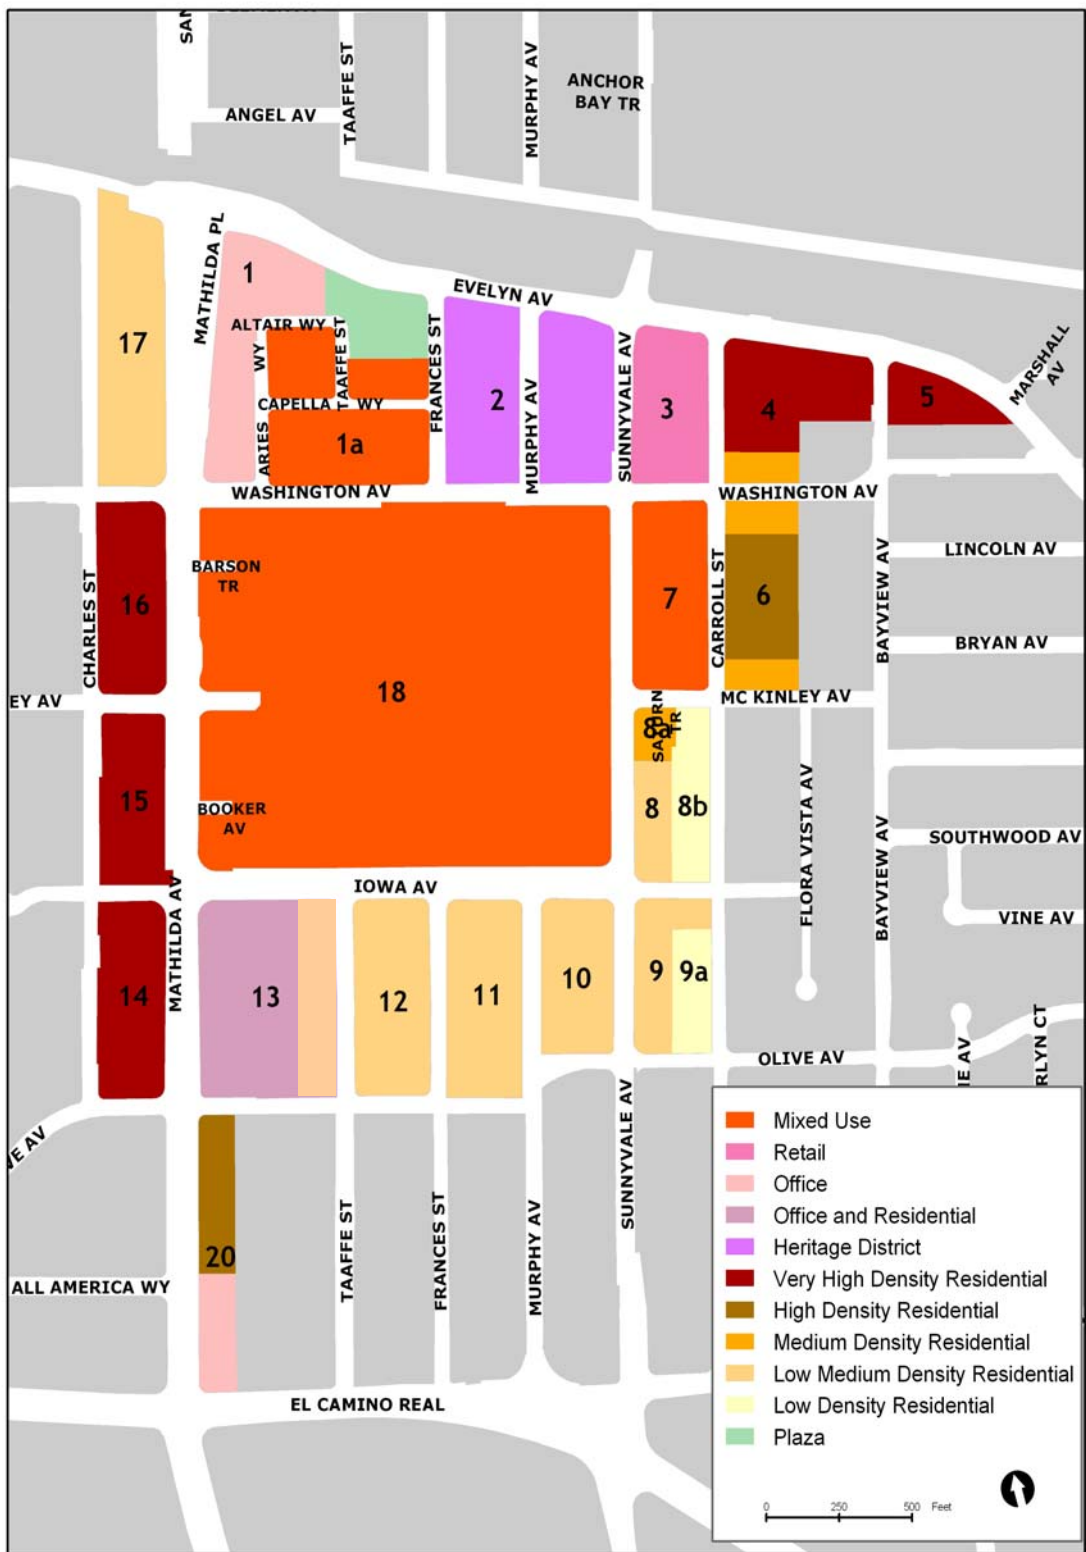 SAN
TAAFFE ST
MURPHY AV
ANCHOR
BAY TR
ANGEL AV
MATHILDA PL
1
EVELYN AV
17
ALTAIR WY
WY
TAAFFE ST
FRANCES ST
CAPELLA WY
ARIES
1a
2
MURPHY AV
SUNNYVALE AV
3
4
5
MARSHALL
AV
WASHINGTON AV
WASHINGTON AV
BARSON
TR
CHARLES ST
16
7
CARROLL ST
6
BAYVIEW AV
LINCOLN AV
BRYAN AV
EY AV
18
MC KINLEY AV
TR
8a
15
BOOKER
AV
8
8b
FLORA VISTA AV
BAYVIEW AV
SOUTHWOOD AV
IOWA AV
VINE AV
MATHILDA AV
14
13
12
11
10
9
9a
OLIVE AV
NE AV
RLYN CT
VE AV
SUNNYVALE AV
20
TAAFFE ST
FRANCES ST
MURPHY AV
ALL AMERICA WY
EL CAMINO REAL
Mixed Use
Retail
Office
Office and Residential
Heritage District
Very High Density Residential
High Density Residential
Medium Density Residential
Low Medium Density Residential
Low Density Residential
Plaza
0 250 500 Feet